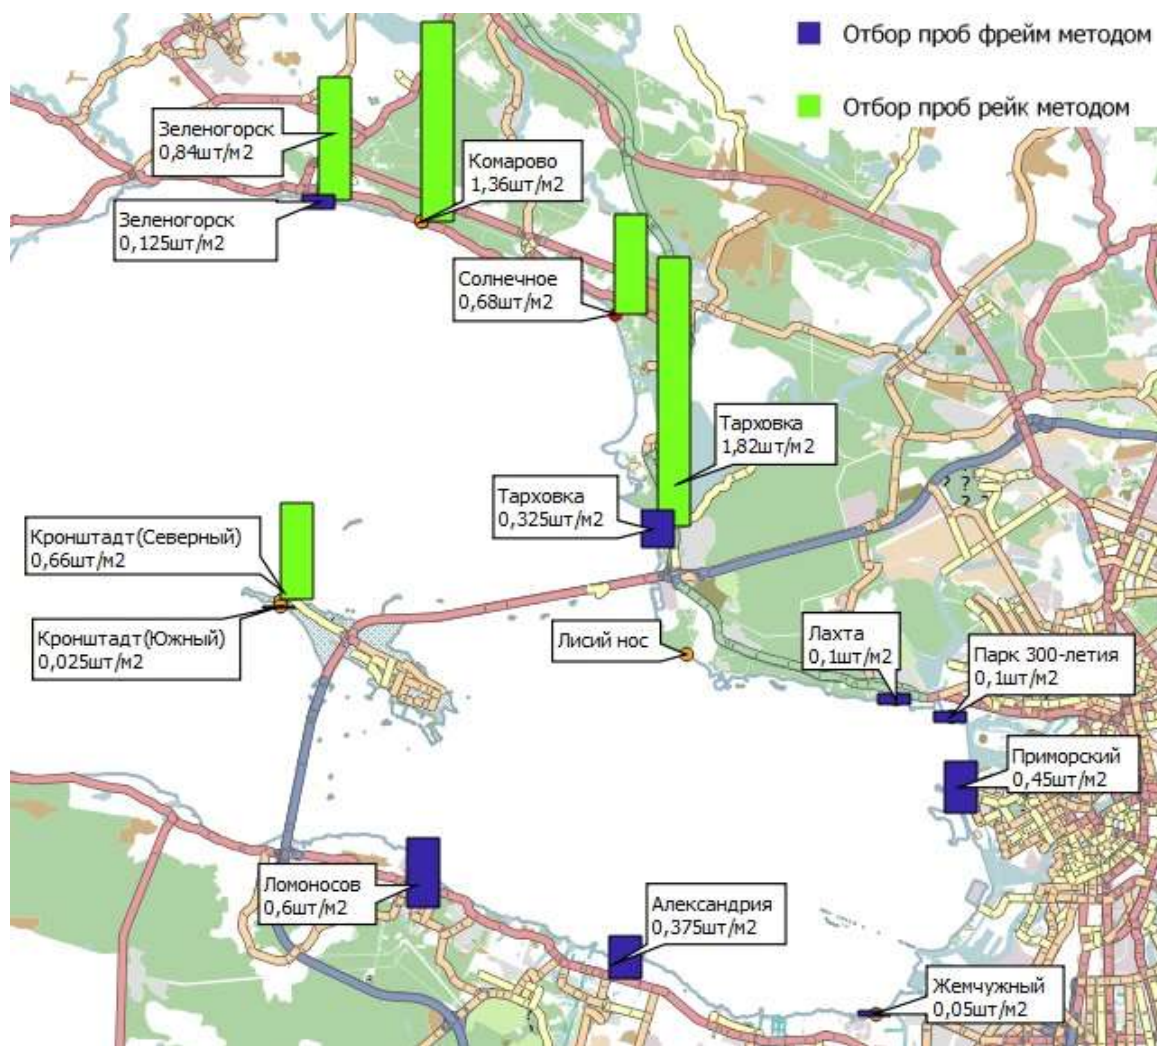 Отбор проб фрейм методом
Отбор проб рейк методом
Зеленогорск
0,84шт/м2
Комарово
1,36шт/м2
Зеленогорск
0,125шт/м2
Солнечное
0,68шт/м2
Тарховка
1,82шт/м2
Тарховка
0,325шт/м2
Кронштадт(Северный)
0,66шт/м2
Кронштадт(Южный)
0,025шт/м2
Лисий нос
Лахта
0,1шт/м2
Парк 300-летия
0,1шт/м2
Приморский
0,45шт/м2
Ломоносов
0,6шт/м2
Александрия
0,375шт/м2
Жемчужный
0,05шт/м2